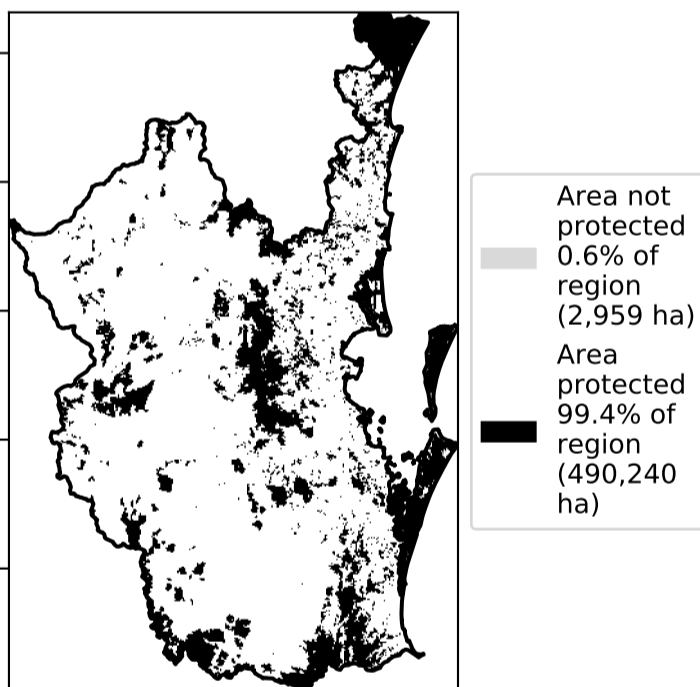 Area not
protected
0.6% of
region
(2,959 ha)
Area
protected
99.4% of
region
(490,240
ha)